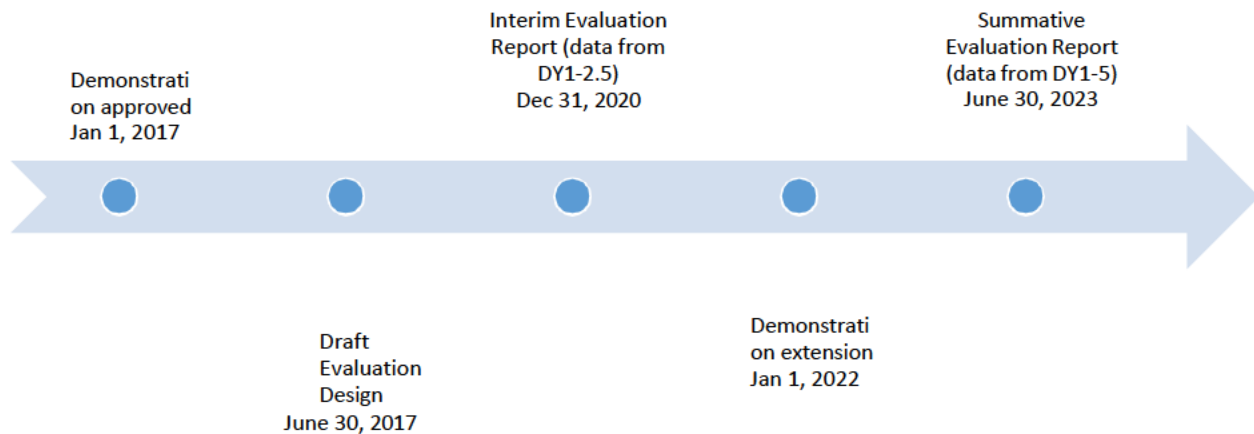 Demonstrati
on approved
Jan 1, 2017
Draft
Evaluation
Design
June 30, 2017
Interim Evaluation
Report (data from
DY1-2.5)
Dec 31, 2020
Demonstrati
on extension
Jan 1, 2022
Summative
Evaluation Report
(data from DY1-5)
June 30, 2023